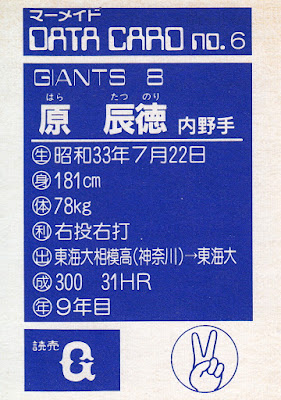 マーメイド
DATA CARD no.6
GIANTS 8
はら たつ のり
原 辰徳 内野手
生 昭和33年7月22日
身 181cm
体 78kg
利 右投右打
出 東海大相模高(神奈川)→東海大
成 300 31HR
年 9年目
読売
G